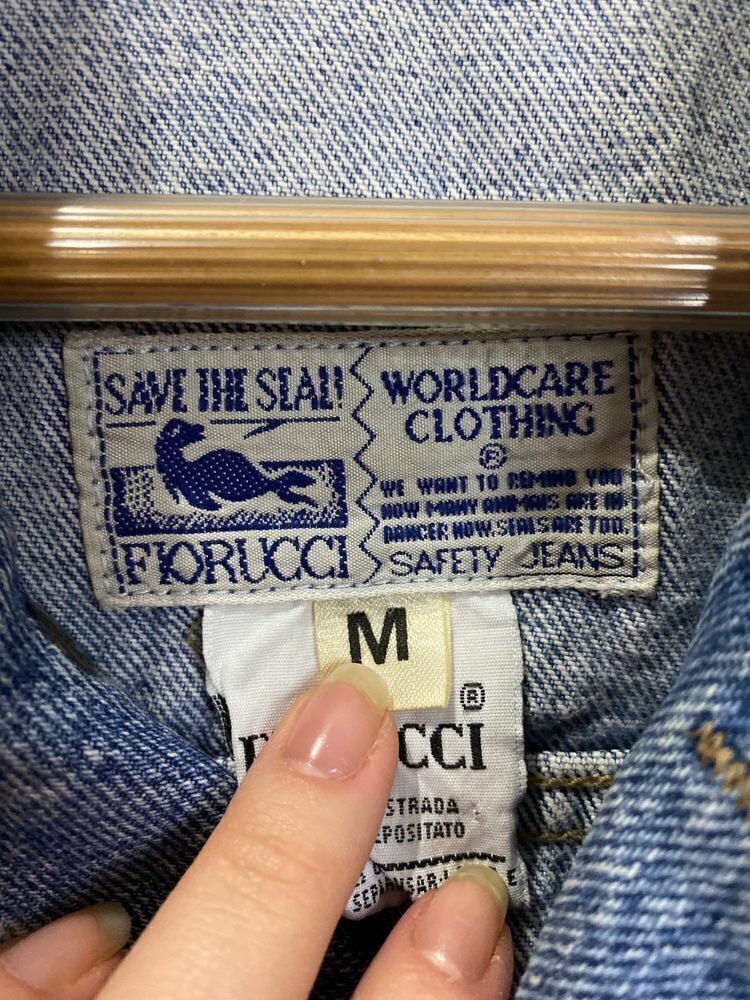 SAVE THE SEAL!
FIORUCCI
WORLDCARE
CLOTHING
®
WE WANT TO REMIND YOU
HOW MANY ANIMALS ARE IN
DANGER NOW. SEALS ARE TOO.
SAFETY JEANS
M
®
CCI
STRADA